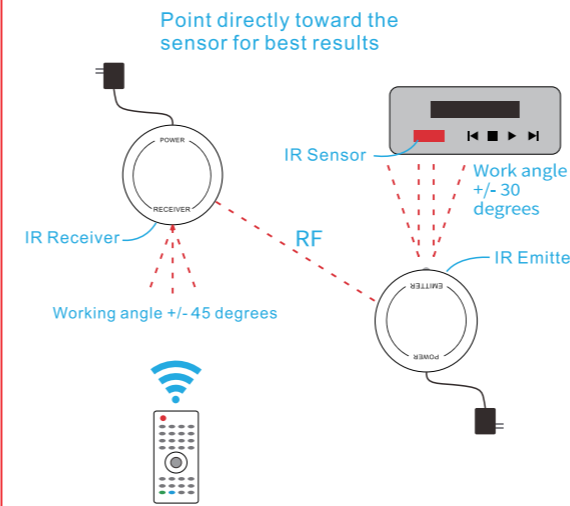 Point directly toward the
sensor for best results
POWER
RECEIVER
IR Receiver
Working angle +/- 45 degrees
RF
IR Sensor
Work angle
+/- 30
degrees
IR Emitte
EMITTER
POWER